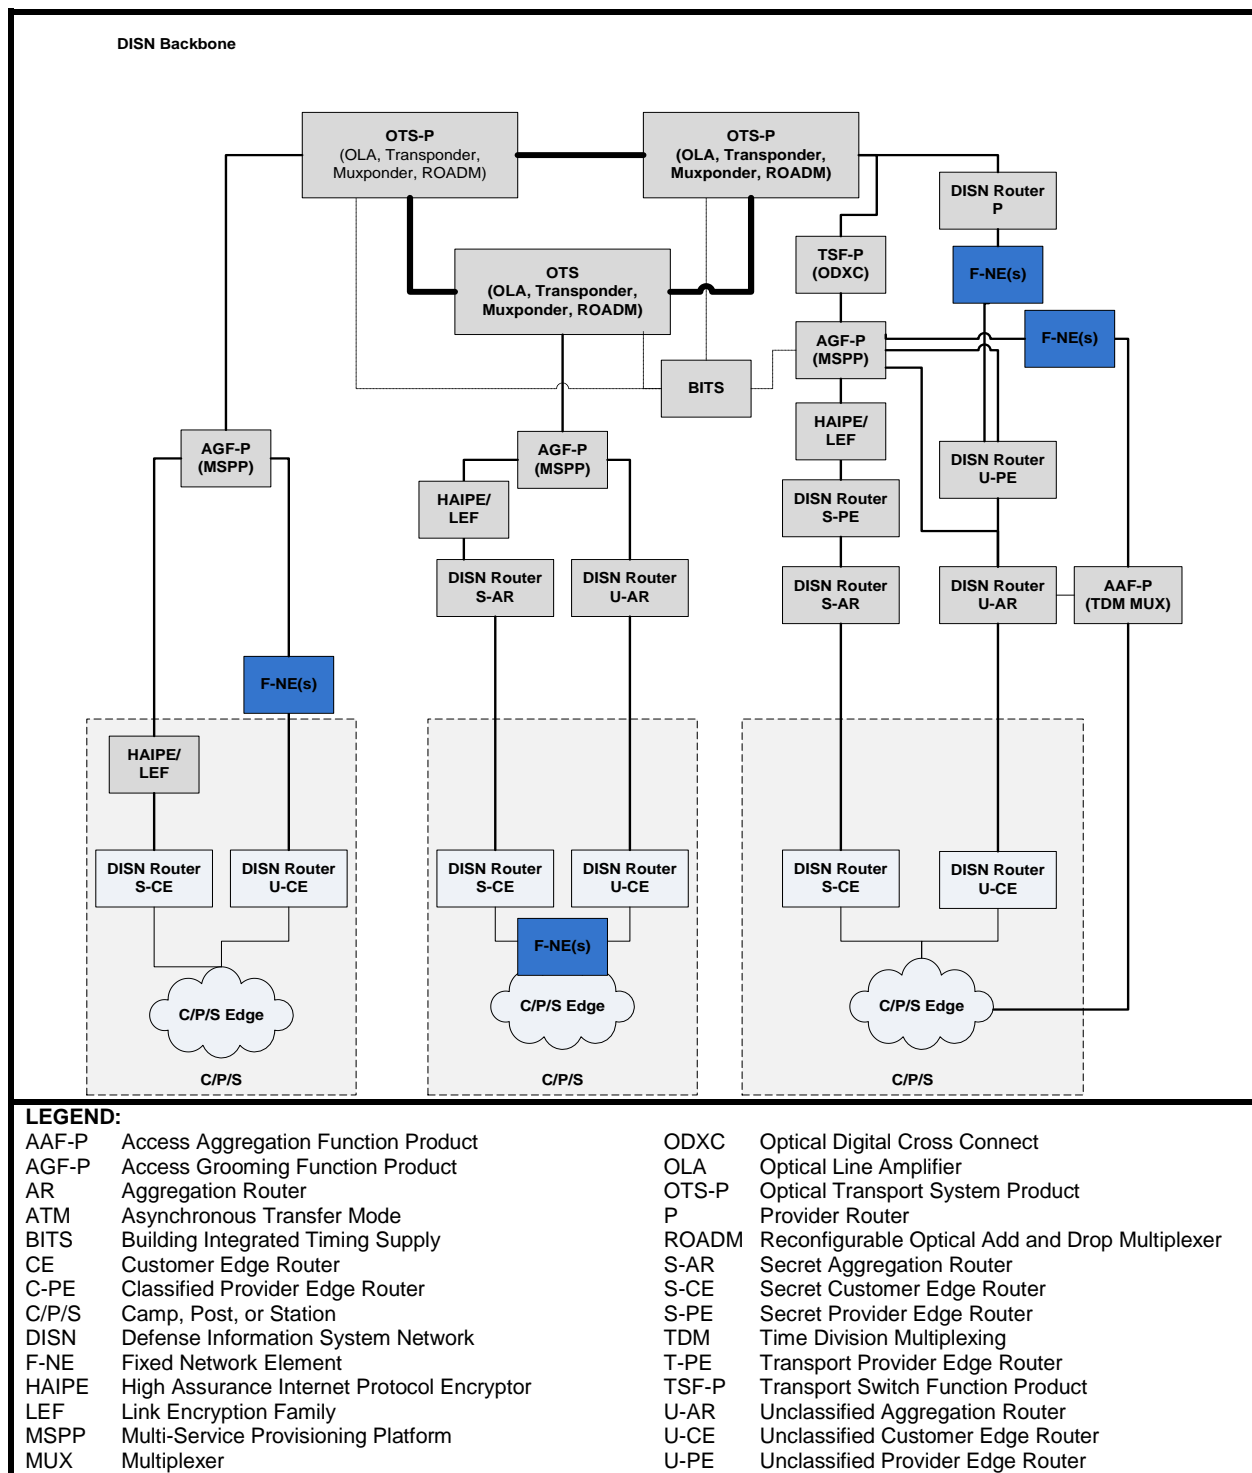 DISN Backbone
OTS-P
(OLA, Transponder,
Muxponder, ROADM)
OTS-P
(OLA, Transponder,
Muxponder, ROADM)
DISN Router
P
TSF-P
(ODXC)
F-NE(s)
OTS
(OLA, Transponder,
Muxponder, ROADM)
F-NE(s)
AGF-P
(MSPP)
BITS
HAIPE/
LEF
AGF-P
(MSPP)
AGF-P
(MSPP)
DISN Router
U-PE
HAIPE/
LEF
DISN Router
S-PE
DISN Router
S-AR
DISN Router
U-AR
DISN Router
S-AR
DISN Router
U-AR
AAF-P
(TDM MUX)
F-NE(s)
HAIPE/
LEF
DISN Router
S-CE
DISN Router
U-CE
DISN Router
S-CE
DISN Router
U-CE
DISN Router
S-CE
DISN Router
U-CE
F-NE(s)
C/P/S Edge
C/P/S Edge
C/P/S Edge
C/P/S
C/P/S
C/P/S
LEGEND:
AAF-P Access Aggregation Function Product
AGF-P Access Grooming Function Product
AR Aggregation Router
ATM Asynchronous Transfer Mode
BITS Building Integrated Timing Supply
CE Customer Edge Router
C-PE Classified Provider Edge Router
C/P/S Camp, Post, or Station
DISN Defense Information System Network
F-NE Fixed Network Element
HAIPE High Assurance Internet Protocol Encryptor
LEF Link Encryption Family
MSPP Multi-Service Provisioning Platform
MUX Multiplexer
ODXC Optical Digital Cross Connect
OLA Optical Line Amplifier
OTS-P Optical Transport System Product
P Provider Router
ROADM Reconfigurable Optical Add and Drop Multiplexer
S-AR Secret Aggregation Router
S-CE Secret Customer Edge Router
S-PE Secret Provider Edge Router
TDM Time Division Multiplexing
T-PE Transport Provider Edge Router
TSF-P Transport Switch Function Product
U-AR Unclassified Aggregation Router
U-CE Unclassified Customer Edge Router
U-PE Unclassified Provider Edge Router